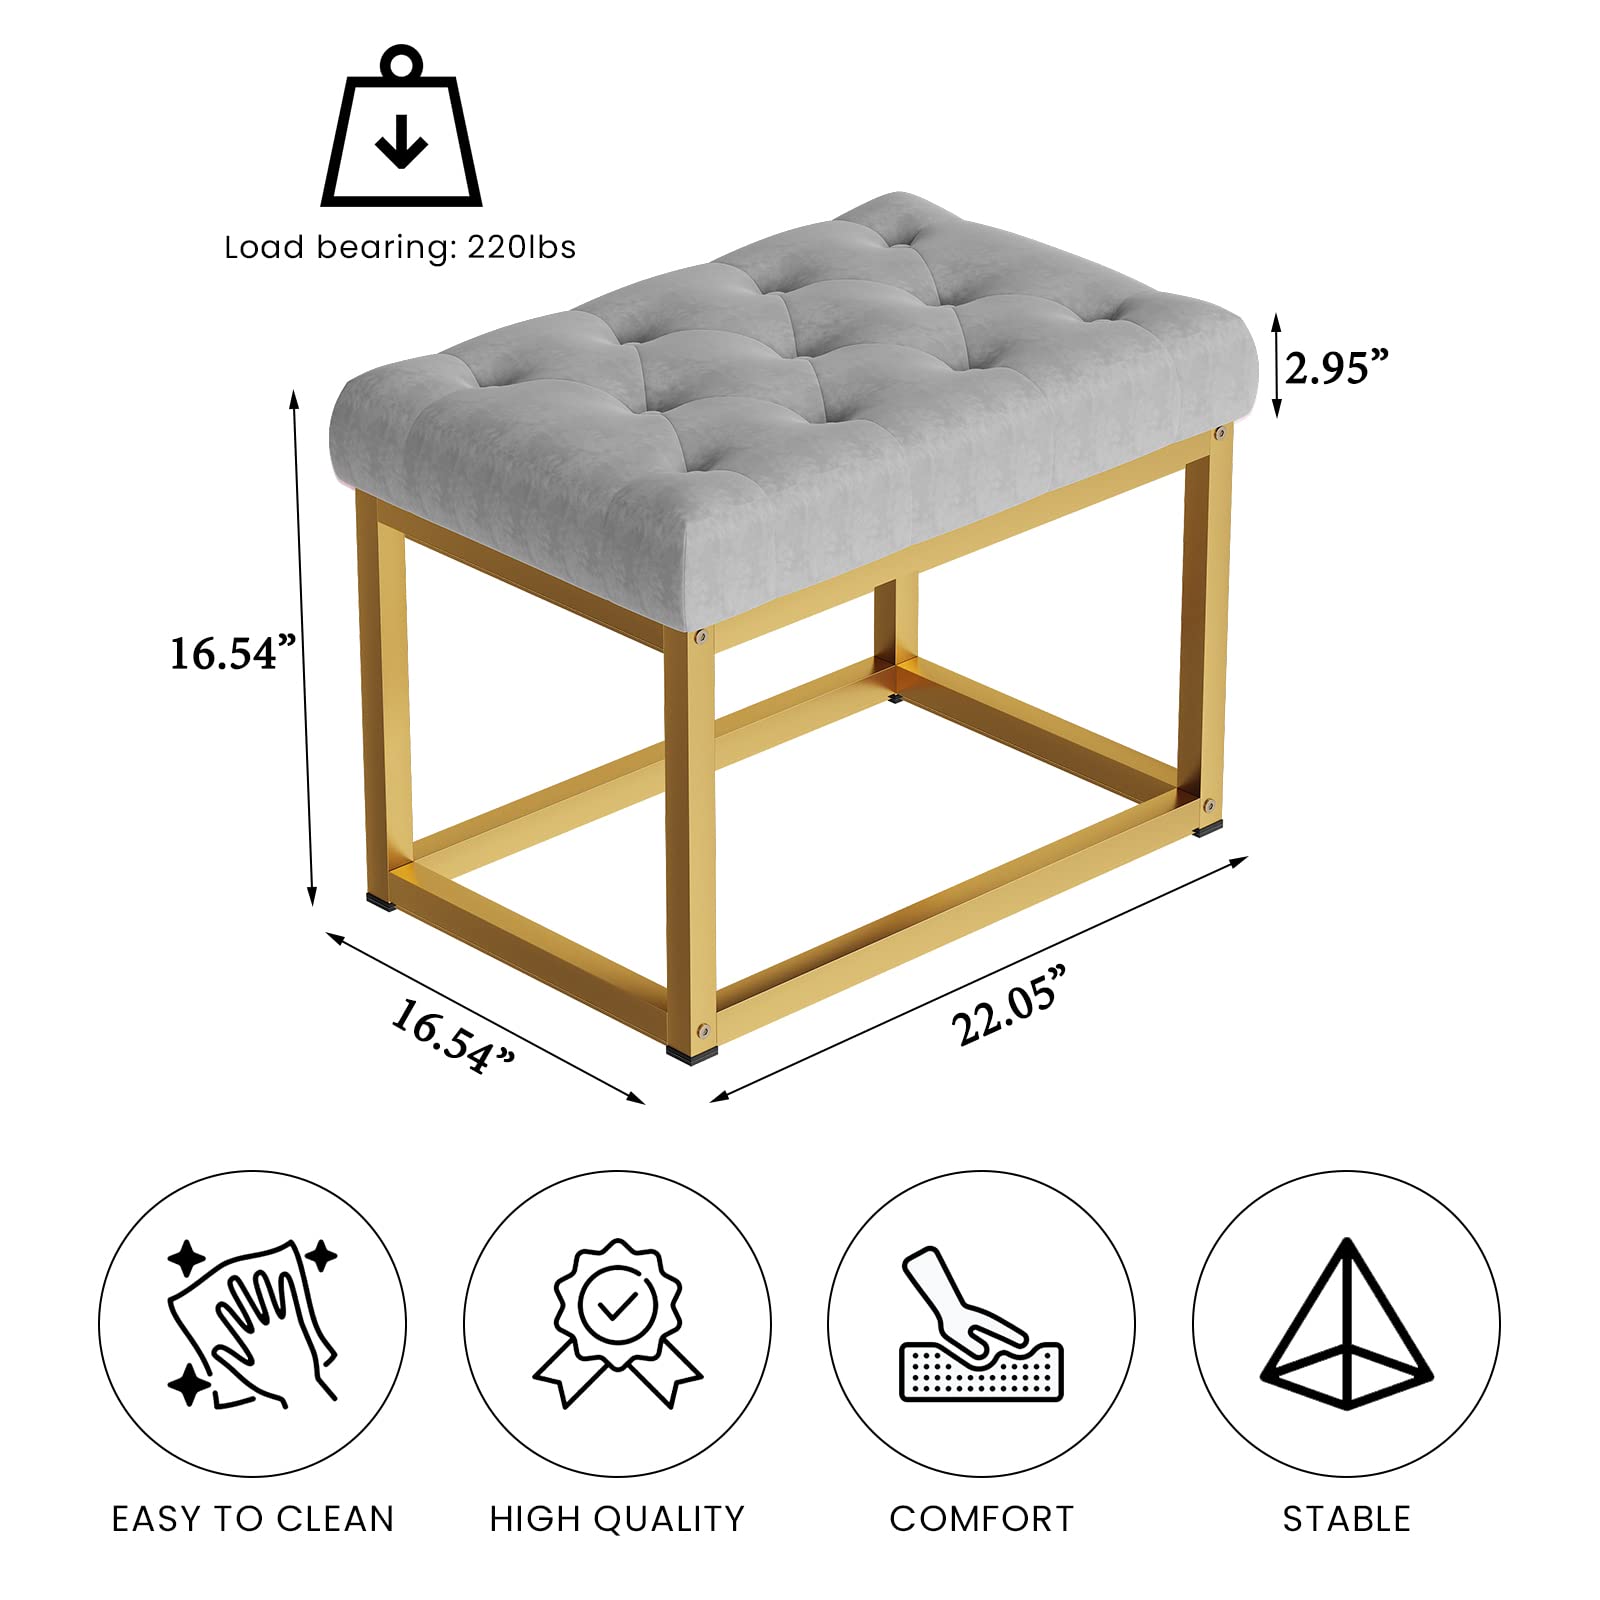 Load bearing: 220lbs
2.95”
16.54”
16.54”
22.05”
EASY TO CLEAN
HIGH QUALITY
COMFORT
STABLE